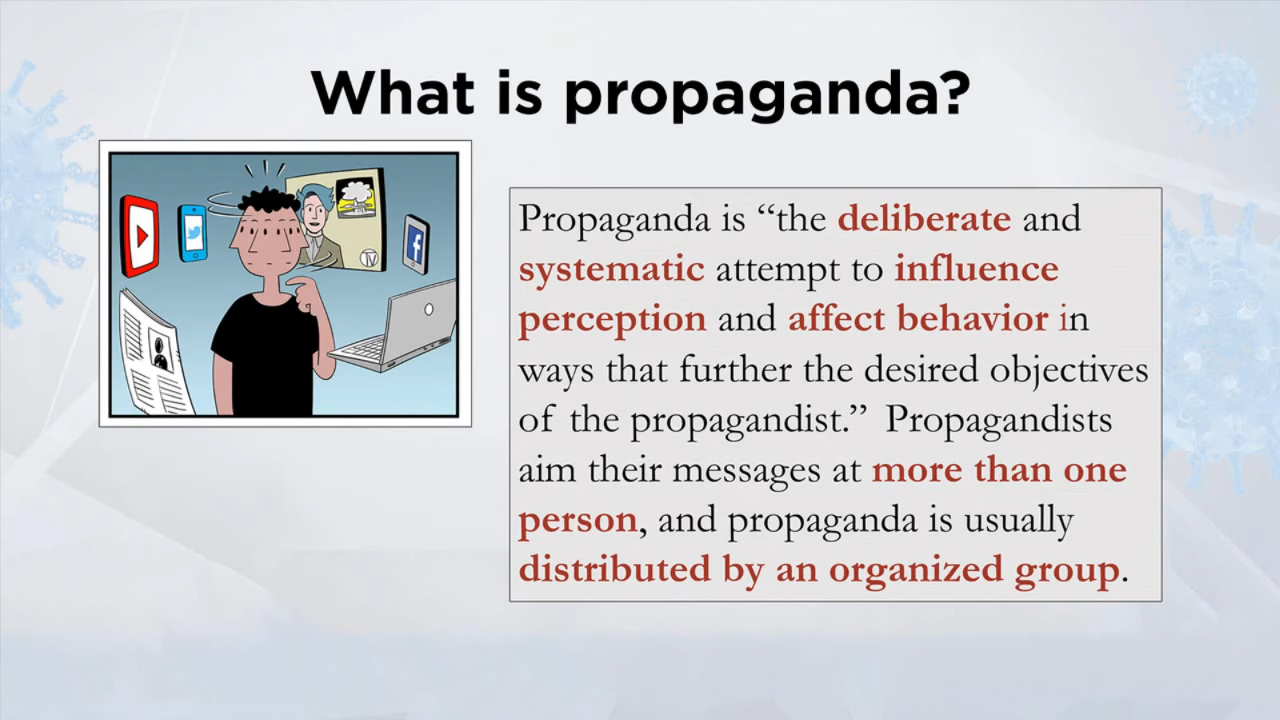 What is propaganda?
TV
Propaganda is “the deliberate and
systematic attempt to influence
perception and affect behavior in
ways that further the desired objectives
of the propagandist.” Propagandists
aim their messages at more than one
person, and propaganda is usually
distributed by an organized group.